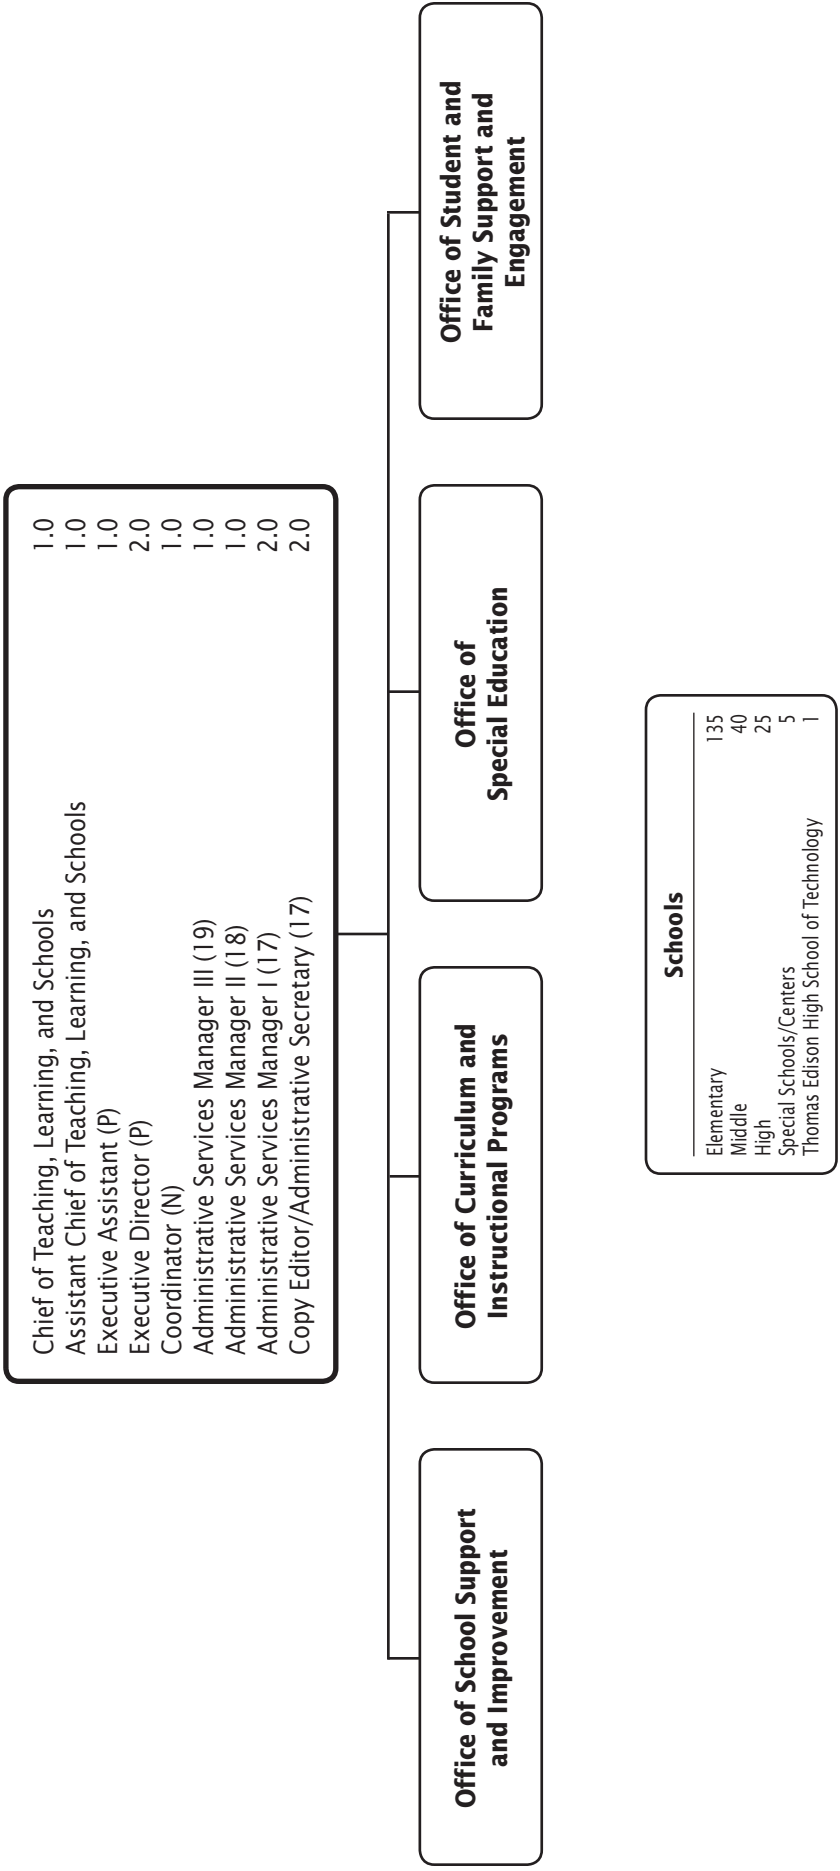 Chief of Teaching, Learning, and Schools 1.0
Assistant Chief of Teaching, Learning, and Schools 1.0
Executive Assistant (P) 1.0
Executive Director (P) 2.0
Coordinator (N) 1.0
Administrative Services Manager III (19) 1.0
Administrative Services Manager II (18) 1.0
Administrative Services Manager I (17) 2.0
Copy Editor/Administrative Secretary (17) 2.0
Office of School Support
and Improvement
Office of Curriculum and
Instructional Programs
Office of
Special Education
Office of Student and
Family Support and
Engagement
Schools
Elementary 135
Middle 40
High 25
Special Schools/Centers 5
Thomas Edison High School of Technology 1